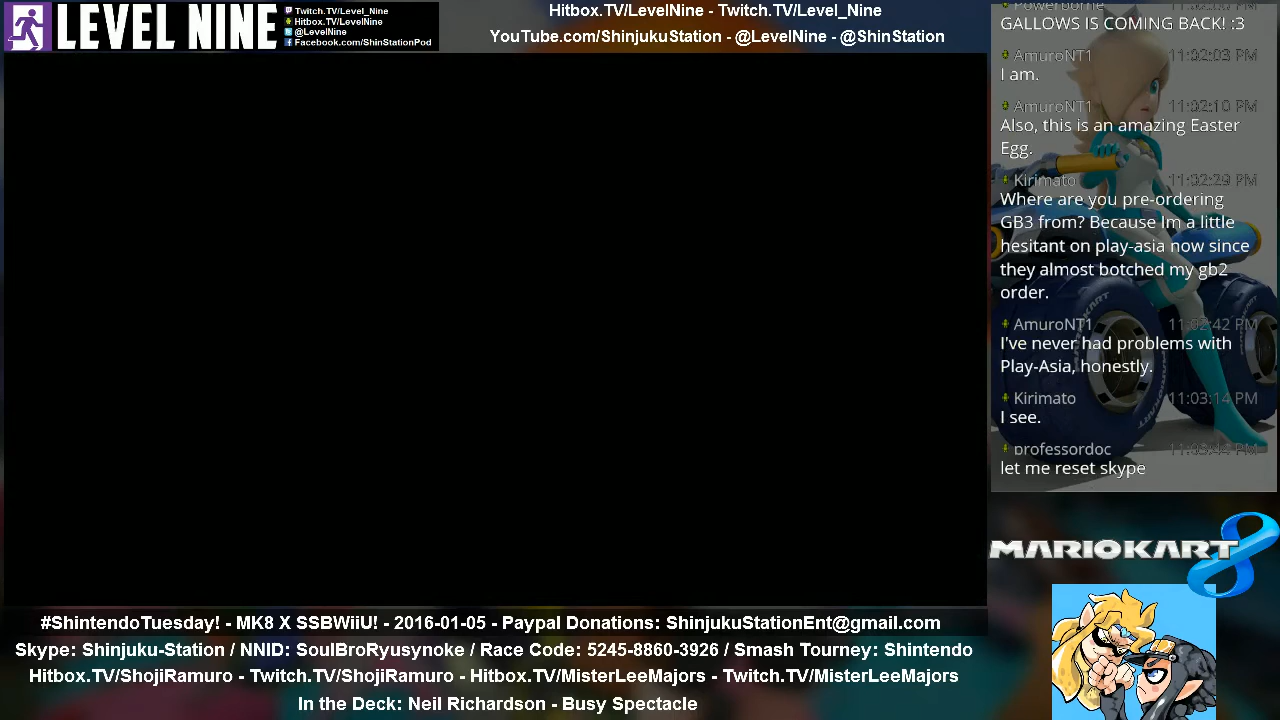 LEVEL NINE
Twitch.TV/Level_Nine
Hitbox.TV/LevelNine
@LevelNine
Facebook.com/ShinStationPod
Hitbox.TV/LevelNine - Twitch.TV/Level_Nine
YouTube.com/ShinjukuStation - @LevelNine - @ShinStation
Powerborne
GALLOWS IS COMING BACK! :3
AmuroNT1 11:02:03 PM
I am.
AmuroNT1 11:02:10 PM
Also, this is an amazing Easter
Egg.
Kirimato 11:02:29 PM
Where are you pre-ordering
GB3 from? Because Im a little
hesitant on play-asia now since
they almost botched my gb2
order.
AmuroNT1 11:02:42 PM
I've never had problems with
Play-Asia, honestly.
Kirimato 11:03:14 PM
I see.
professordoc
let me reset skype
MARIOKART 8
#ShintendoTuesday! - MK8 X SSBWiiU! - 2016-01-05 - Paypal Donations: ShinjukuStationEnt@gmail.com
Skype: Shinjuku-Station / NNID: SoulBroRyusynoke / Race Code: 5245-8860-3926 / Smash Tourney: Shintendo
Hitbox.TV/ShojiRamuro - Twitch.TV/ShojiRamuro - Hitbox.TV/MisterLeeMajors - Twitch.TV/MisterLeeMajors
In the Deck: Neil Richardson - Busy Spectacle